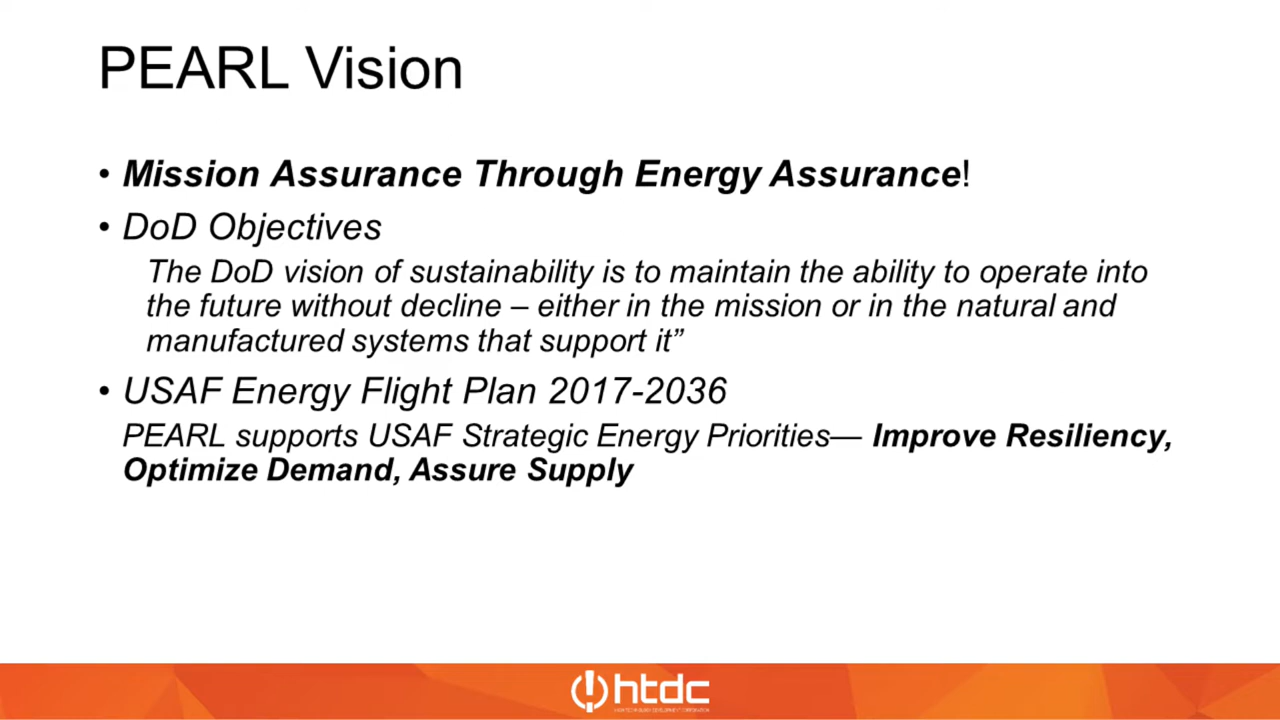 PEARL Vision
• Mission Assurance Through Energy Assurance!
• DoD Objectives
The DoD vision of sustainability is to maintain the ability to operate into
the future without decline – either in the mission or in the natural and
manufactured systems that support it”
• USAF Energy Flight Plan 2017-2036
PEARL supports USAF Strategic Energy Priorities— Improve Resiliency,
Optimize Demand, Assure Supply
htdc